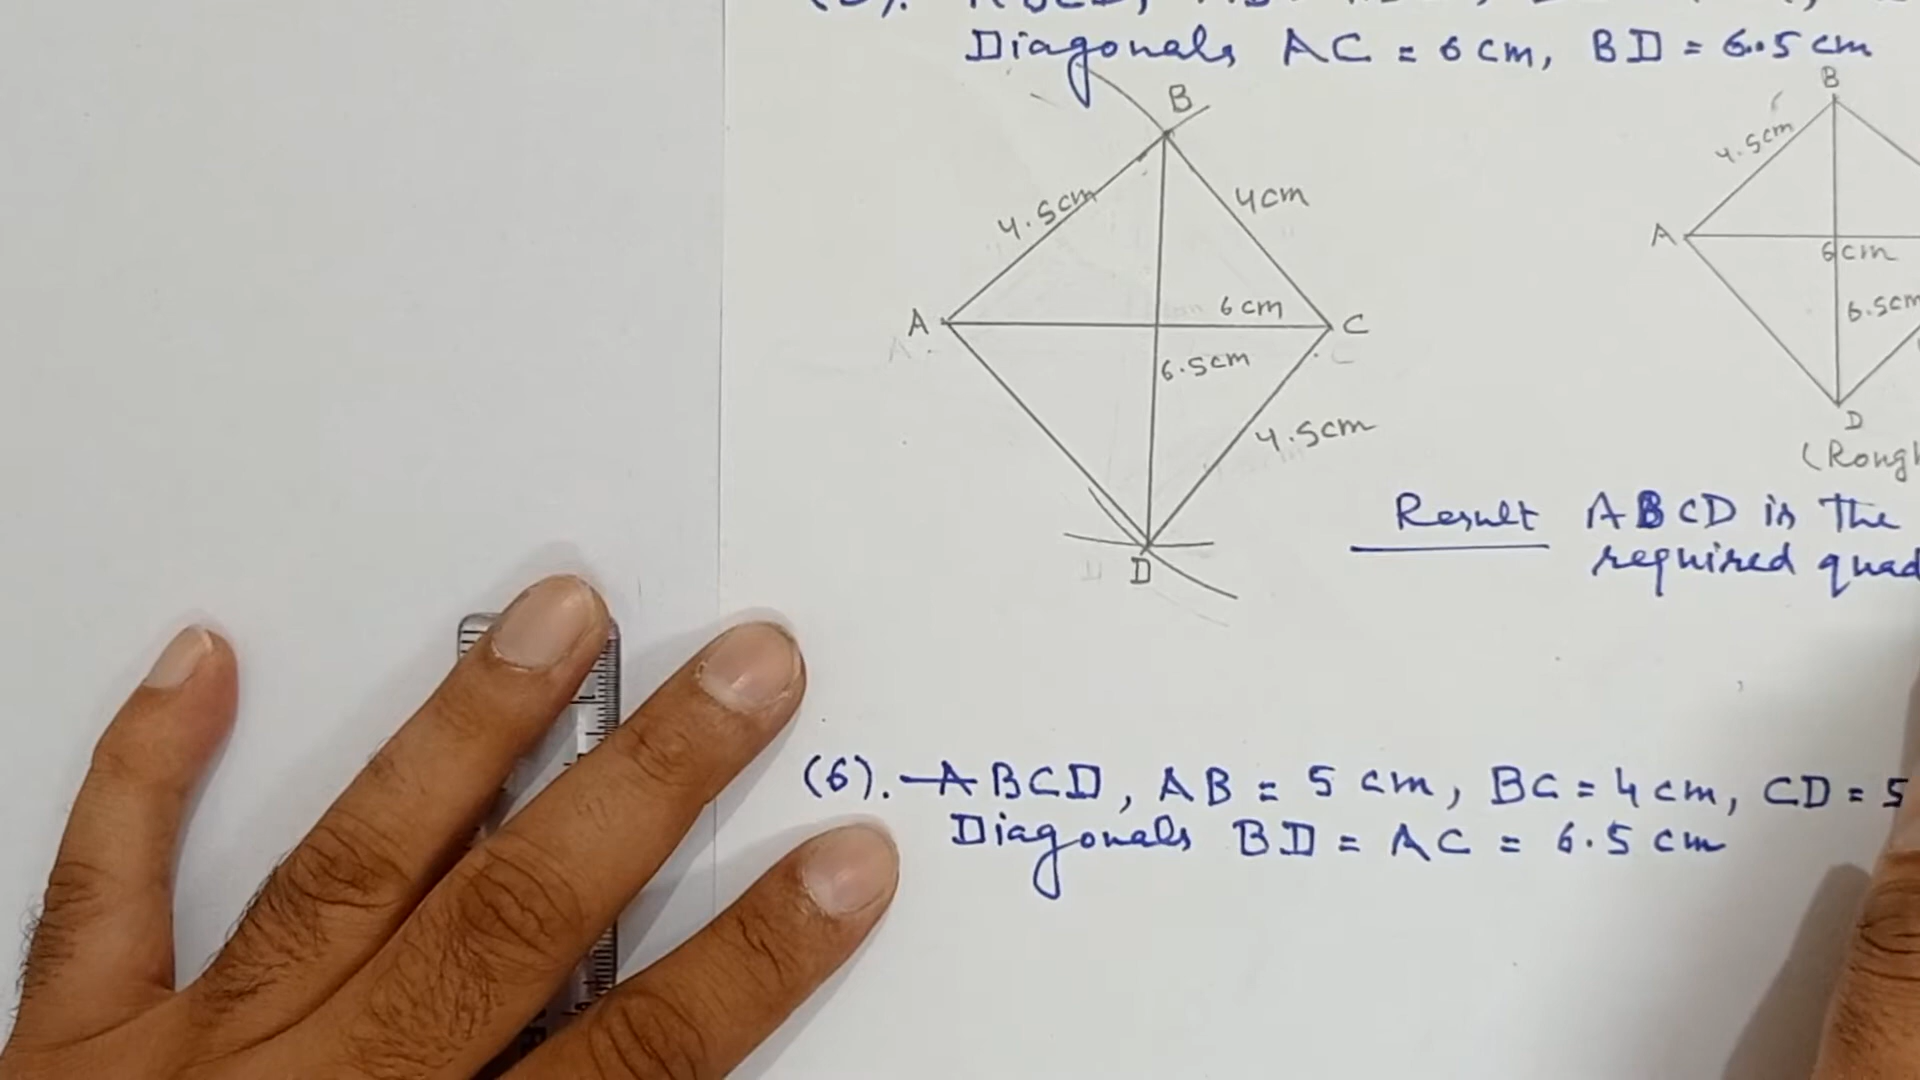 Diagonals AC = 6 cm, BD = 6.5 cm
B
4.5cm
4cm
A
6cm
C
6.5cm
4.5cm
D
B
4.5cm
A
6cm
6.5cm
D
(Rough
Result ABCD is The
required quad
(6). ABCD, AB = 5 cm, BC = 4 cm, CD = 5
Diagonals BD = AC = 6.5 cm